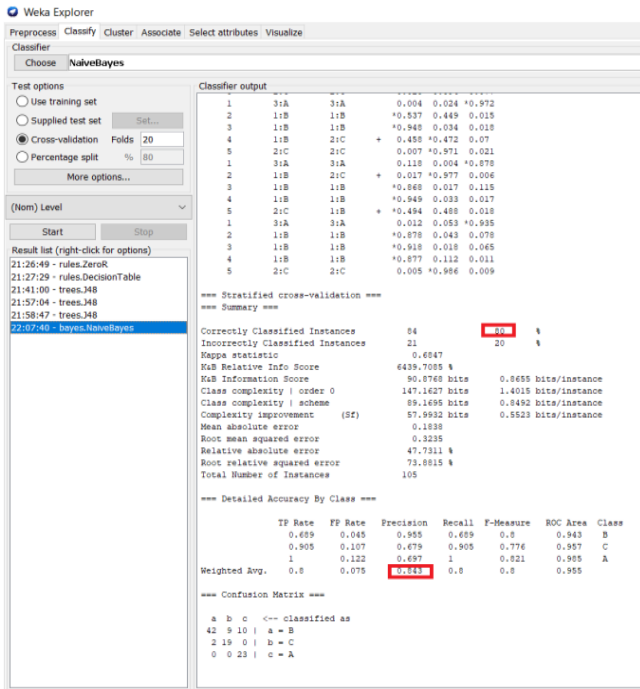 Weka Explorer
Preprocess Classify Cluster Associate Select attributes Visualize
Classifier
Choose NaiveBayes
Test options
Use training set
Supplied test set Set...
Cross-validation Folds 20
Percentage split % 80
More options...
(Nom) Level
Start Stop
Result list (right-click for options)
21:26:49 - rules.ZeroR
21:27:29 - rules.DecisionTable
21:41:00 - trees.J48
21:57:04 - trees.J48
21:58:47 - trees.J48
22:07:40 - bayes.NaiveBayes
Classifier output
1 3:A 3:A 0.004 0.024 *0.972
2 1:B 1:B *0.537 0.449 0.015
3 1:B 1:B *0.948 0.034 0.018
4 1:B 2:C + 0.458 *0.472 0.07
5 2:C 2:C 0.007 *0.971 0.021
1 3:A 3:A 0.118 0.004 *0.878
2 1:B 2:C + 0.017 *0.977 0.006
3 1:B 1:B *0.868 0.017 0.115
4 1:B 1:B *0.949 0.033 0.017
5 2:C 1:B + *0.494 0.488 0.018
1 3:A 3:A 0.012 0.053 *0.935
2 1:B 1:B *0.878 0.043 0.078
3 1:B 1:B *0.918 0.018 0.065
4 1:B 1:B *0.877 0.112 0.011
5 2:C 2:C 0.005 *0.986 0.009
=== Stratified cross-validation ===
=== Summary ===
Correctly Classified Instances 84 80 %
Incorrectly Classified Instances 21 20 %
Kappa statistic 0.6847
K&B Relative Info Score 6439.7085 %
K&B Information Score 90.8768 bits 0.8655 bits/instance
Class complexity | order 0 147.1627 bits 1.4015 bits/instance
Class complexity | scheme 89.1695 bits 0.8492 bits/instance
Complexity improvement (Sf) 57.9932 bits 0.5523 bits/instance
Mean absolute error 0.1838
Root mean squared error 0.3235
Relative absolute error 47.7311 %
Root relative squared error 73.8815 %
Total Number of Instances 105
=== Detailed Accuracy By Class ===
TP Rate FP Rate Precision Recall F-Measure ROC Area Class
0.689 0.045 0.955 0.689 0.8 0.943 B
0.905 0.107 0.679 0.905 0.776 0.957 C
1 0.122 0.697 1 0.821 0.985 A
Weighted Avg. 0.8 0.075 0.843 0.8 0.8 0.955
=== Confusion Matrix ===
a b c <-- classified as
42 9 10 | a = B
2 19 0 | b = C
0 0 23 | c = A